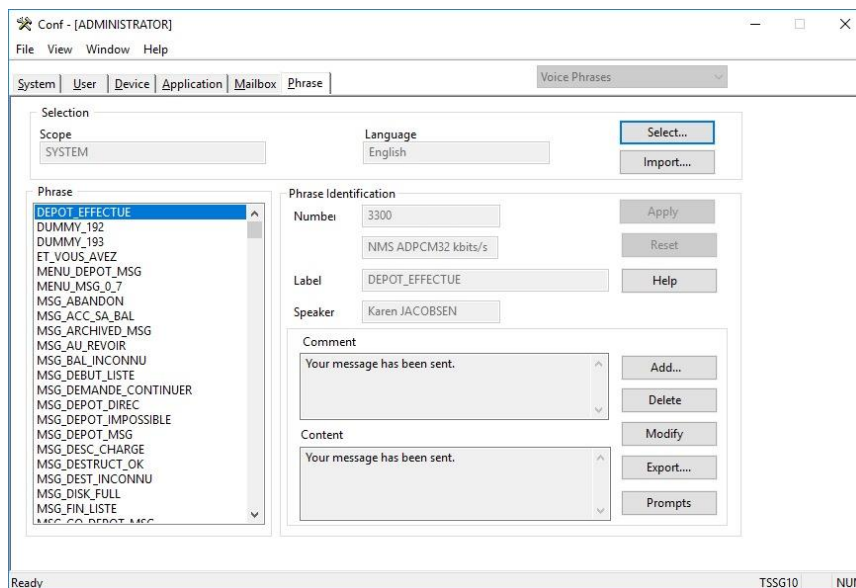 Conf - [ADMINISTRATOR]
File View Window Help
System User Device Application Mailbox Phrase Voice Phrases
Selection
Scope Language
SYSTEM English
Select...
Import....
Phrase
DEPOT_EFFECTUE
DUMMY_192
DUMMY_193
ET_VOUS_AVEZ
MENU_DEPOT_MSG
MENU_MSG_0_7
MSG_ABANDON
MSG_ACC_SA_BAL
MSG_ARCHIVED_MSG
MSG_AU_REVOIR
MSG_BAL_INCONNU
MSG_DEBUT_LISTE
MSG_DEMANDE_CONTINUER
MSG_DEPOT_DIREC
MSG_DEPOT_IMPOSSIBLE
MSG_DEPOT_MSG
MSG_DESC_CHARGE
MSG_DESTRUCT_OK
MSG_DEST_INCONNU
MSG_DISK_FULL
MSG_FIN_LISTE
Phrase Identification
Number 3300
NMS ADPCM32 kbits/s
Label DEPOT_EFFECTUE
Speaker Karen JACOBSEN
Apply
Reset
Help
Comment
Your message has been sent.
Content
Your message has been sent.
Add...
Delete
Modify
Export....
Prompts
Ready TSSG10 NUM